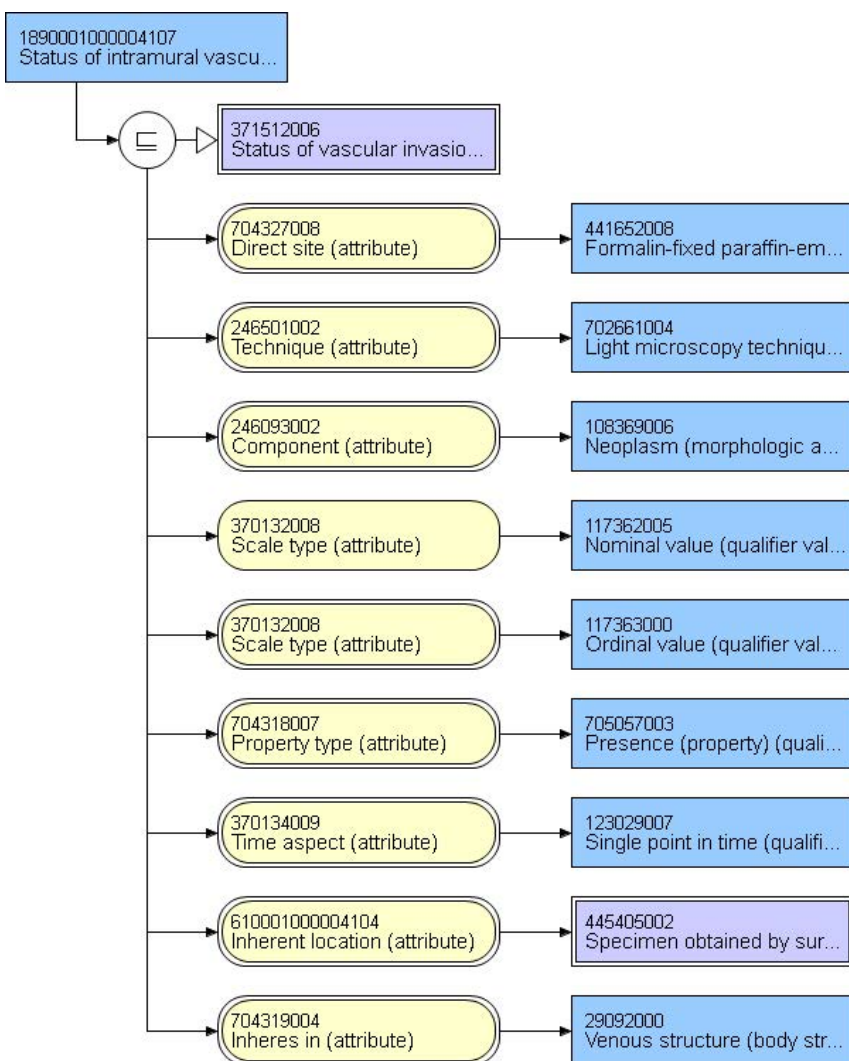 1890001000004107
Status of intramural vascu...
⊑
371512006
Status of vascular invasio...
704327008
Direct site (attribute)
441652008
Formalin-fixed paraffin-em...
246501002
Technique (attribute)
702661004
Light microscopy techniqu...
246093002
Component (attribute)
108369006
Neoplasm (morphologic a...
370132008
Scale type (attribute)
117362005
Nominal value (qualifier val...
370132008
Scale type (attribute)
117363000
Ordinal value (qualifier val...
704318007
Property type (attribute)
705057003
Presence (property) (quali...
370134009
Time aspect (attribute)
123029007
Single point in time (qualifi...
610001000004104
Inherent location (attribute)
445405002
Specimen obtained by sur...
704319004
Inheres in (attribute)
29092000
Venous structure (body str...